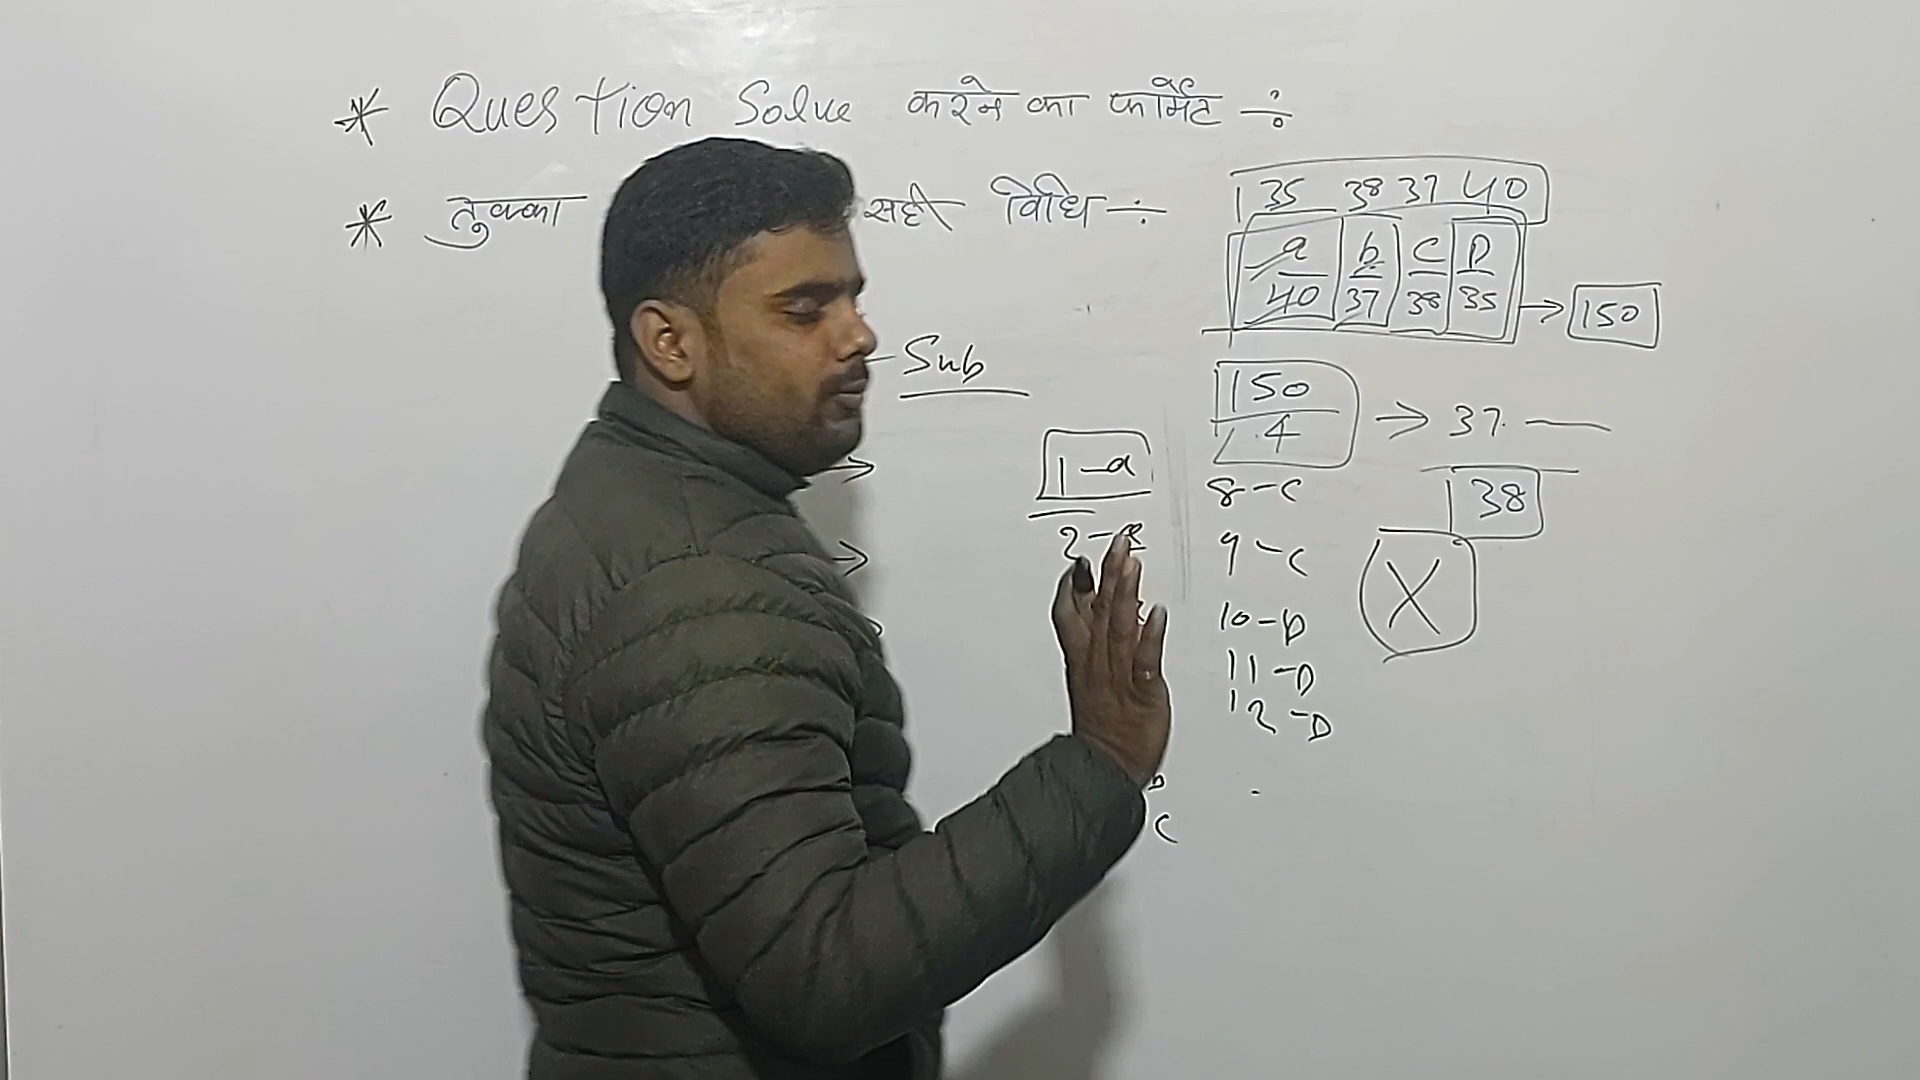 * Question Solve करने का फॉर्मेट ÷
* तुक्का सही विधि ÷
35 38 37 40
a b C D
40 37 38 35 → 150
Sub
150
4 → 37.
38
X
1-a
2-
8-C
9-C
10-D
11-D
12-D
C